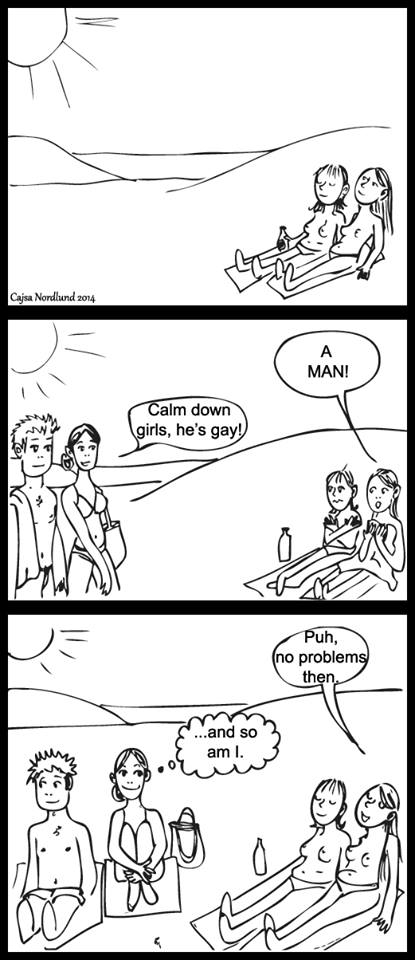 Cajsa Nordlund 2014
A
MAN!
Calm down
girls, he's gay!
Puh,
no problems
then.
...and so
am I.